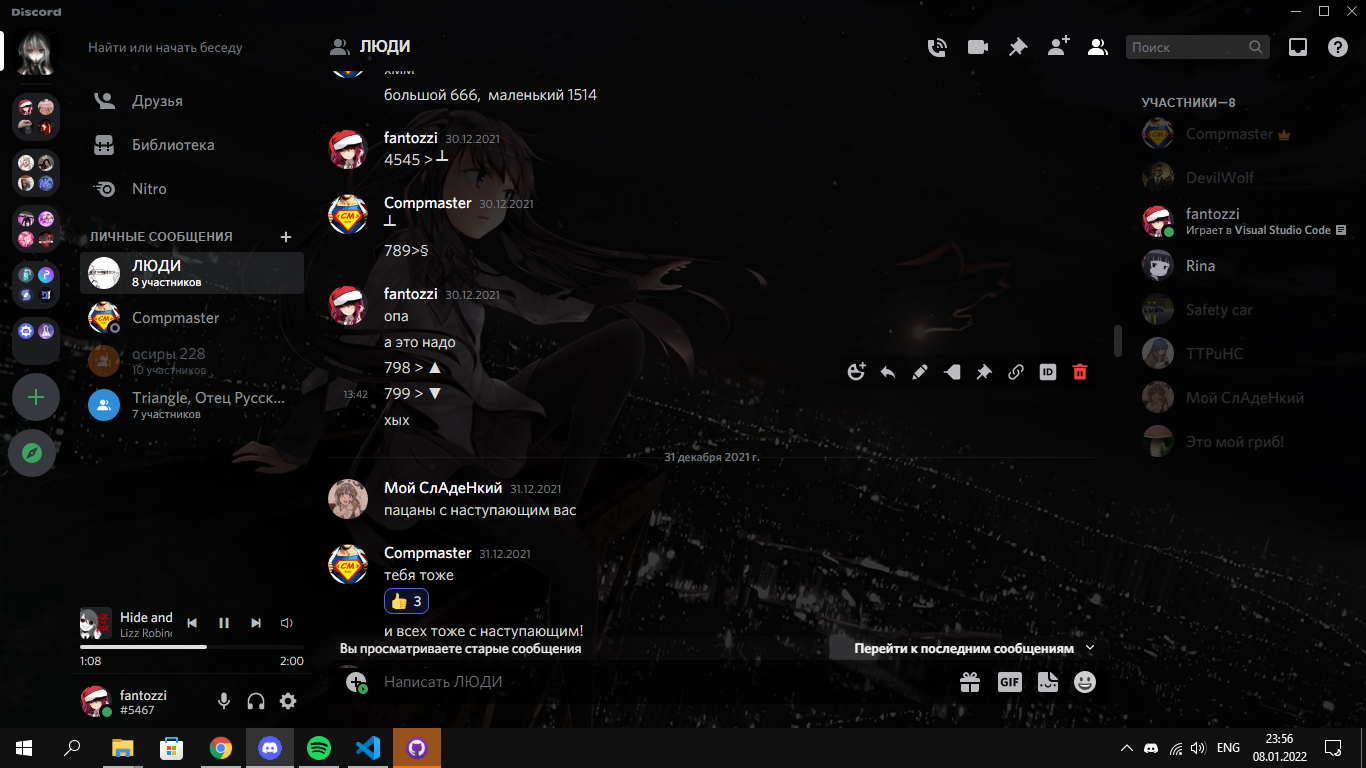 Discord
Найти или начать беседу
Друзья
Библиотека
Nitro
ЛИЧНЫЕ СООБЩЕНИЯ
ЛЮДИ
8 участников
Compmaster
осиры 228
10 участников
Triangle, Отец Русск...
7 участников
Hide and
Lizz Robin
1:08
2:00
fantozzi
#5467
ЛЮДИ
Поиск
большой 666, маленький 1514
fantozzi 30.12.2021
4545 > ┴
Compmaster 30.12.2021
┴
789>§
fantozzi 30.12.2021
опа
а это надо
798 > ▲
13:42 799 > ▼
хых
ID
31 декабря 2021 г.
Мой СлАдеНкий 31.12.2021
пацаны с наступающим вас
Compmaster 31.12.2021
тебя тоже
👍 3
и всех тоже с наступающим!
Вы просматриваете старые сообщения
Перейти к последним сообщениям
Написать ЛЮДИ
GIF
УЧАСТНИКИ—8
Compmaster
DevilWolf
fantozzi
Играет в Visual Studio Code
Rina
Safety car
TTPuHC
Мой СлАдеНкий
Это мой гриб!
ENG
23:56
08.01.2022